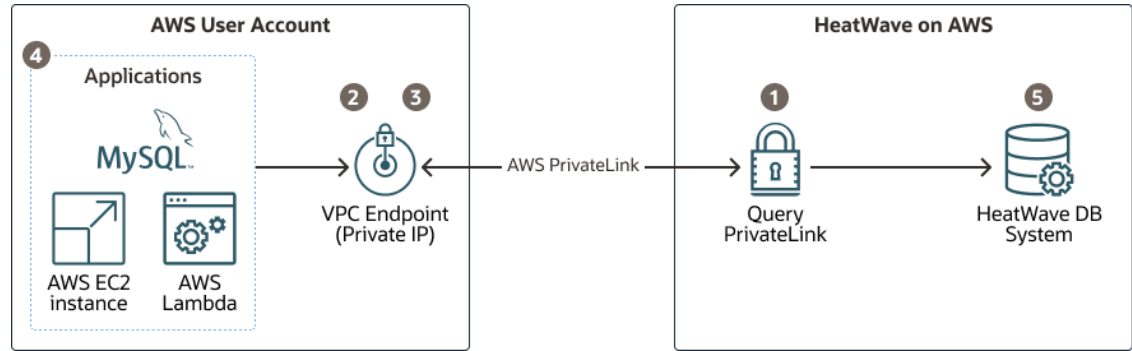 AWS User Account
4
Applications
MySQL™
AWS EC2
instance
AWS
Lambda
2
3
VPC Endpoint
(Private IP)
AWS PrivateLink
HeatWave on AWS
1
Query
PrivateLink
5
HeatWave DB
System